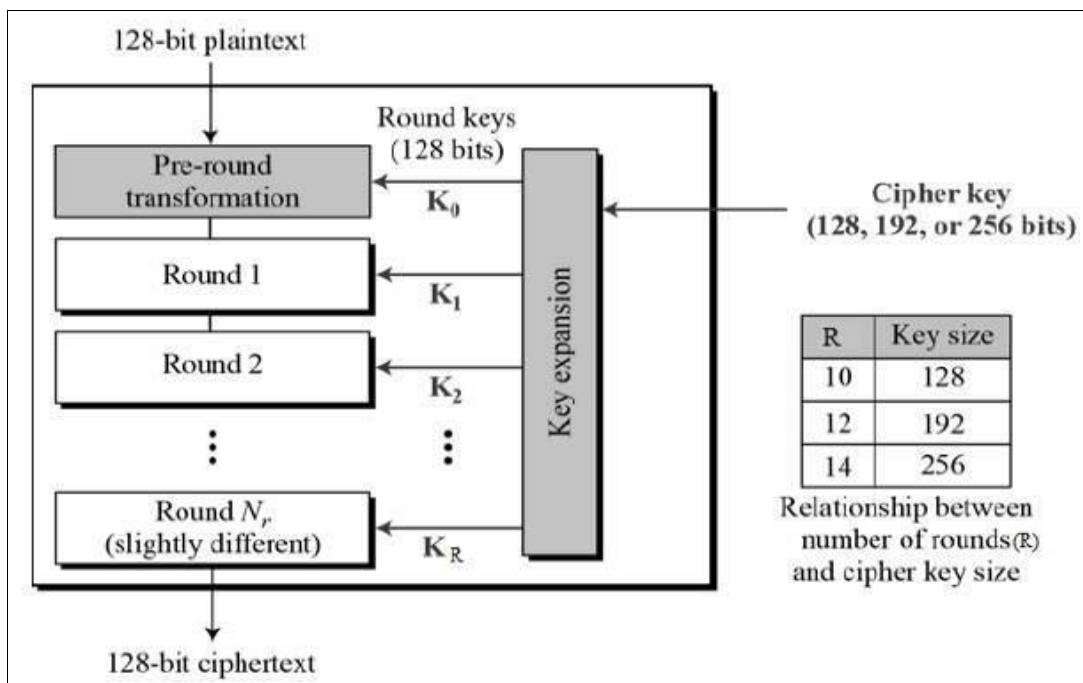 128-bit plaintext
Round keys
(128 bits)
Pre-round
transformation
K0
Cipher key
(128, 192, or 256 bits)
Round 1
K1
Round 2
K2
Key expansion
Round Nr
(slightly different)
KR
R Key size
10 128
12 192
14 256
Relationship between
number of rounds(R)
and cipher key size
128-bit ciphertext